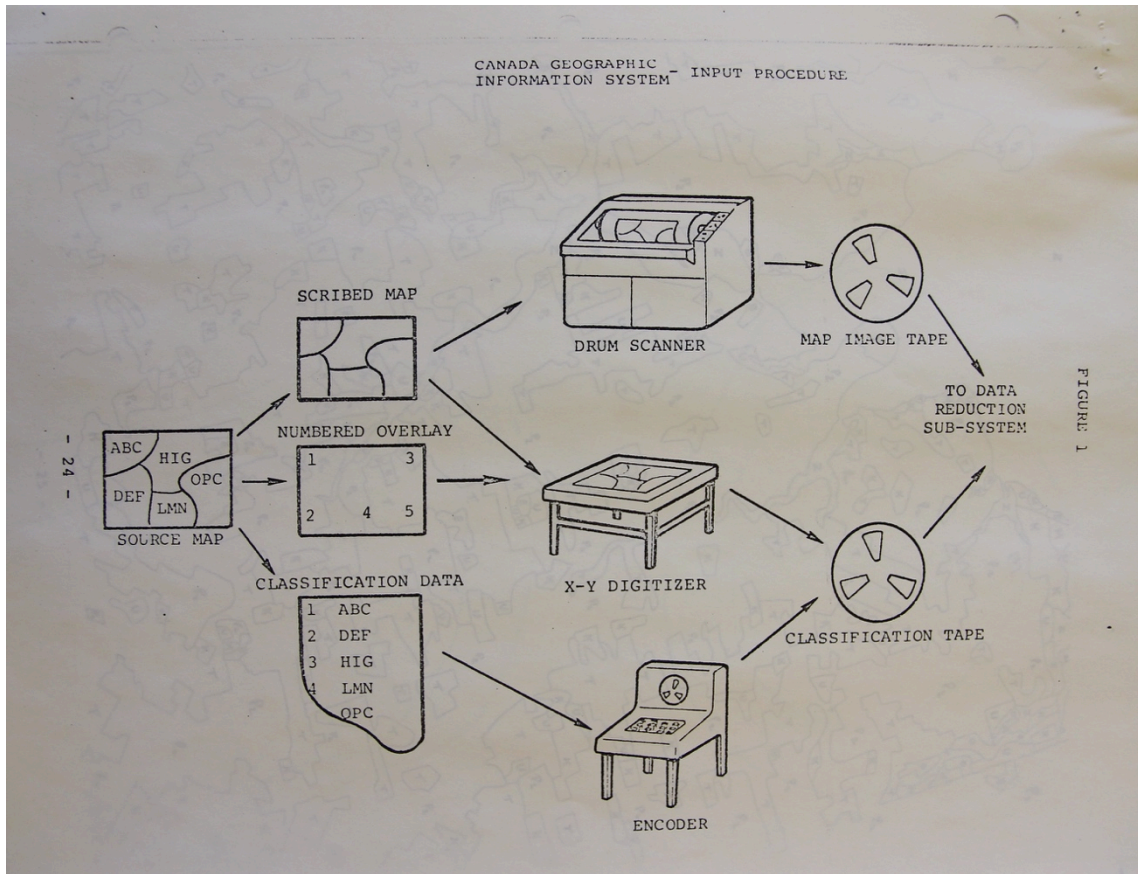 CANADA GEOGRAPHIC
INFORMATION SYSTEM - INPUT PROCEDURE
SCRIBED MAP
DRUM SCANNER
MAP IMAGE TAPE
TO DATA
REDUCTION
SUB-SYSTEM
FIGURE 1
- 24 -
ABC
HIG
OPC
DEF
LMN
SOURCE MAP
NUMBERED OVERLAY
1 3
2 4 5
X-Y DIGITIZER
CLASSIFICATION DATA
1 ABC
2 DEF
3 HIG
4 LMN
OPC
CLASSIFICATION TAPE
ENCODER